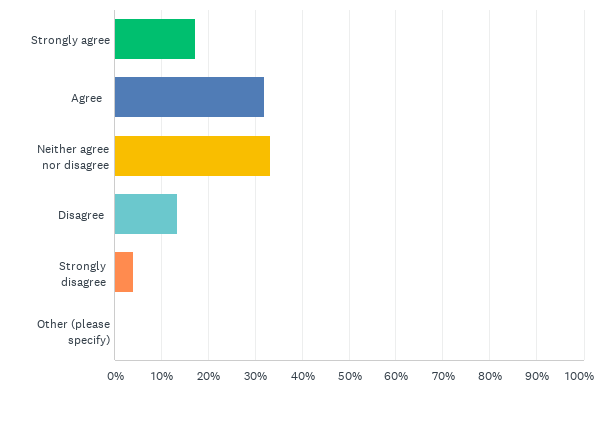 Strongly agree
Agree
Neither agree
nor disagree
Disagree
Strongly
disagree
Other (please
specify)
0% 10% 20% 30% 40% 50% 60% 70% 80% 90% 100%